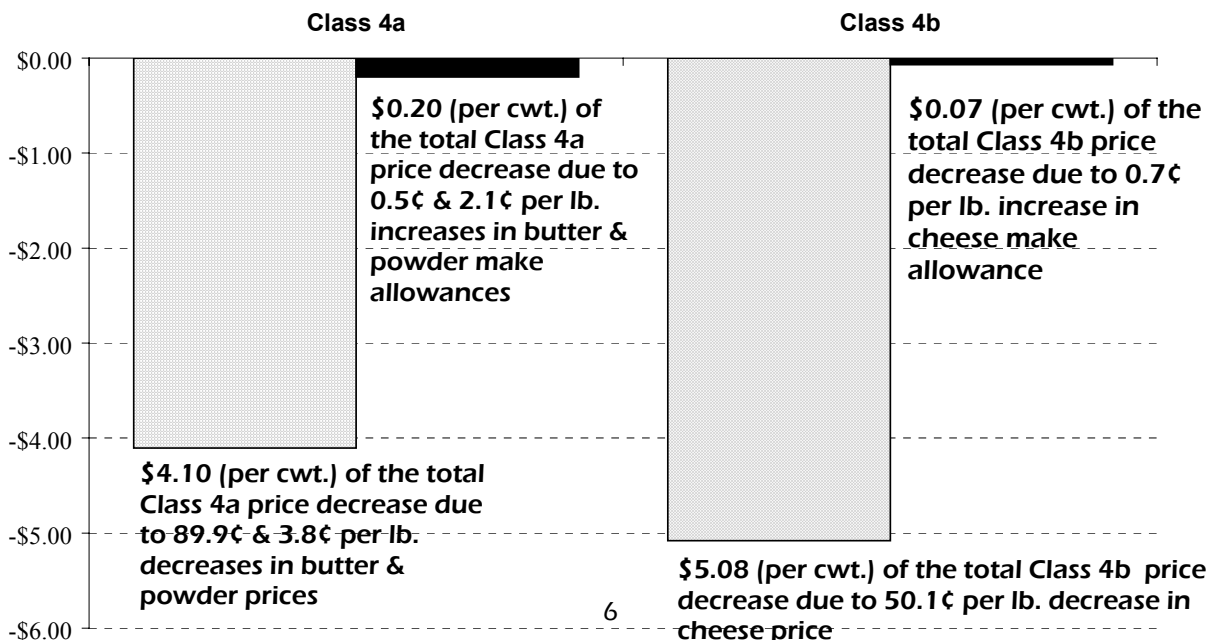 Class 4a
Class 4b
$0.00
-$1.00
-$2.00
-$3.00
-$4.00
-$5.00
-$6.00
$0.20 (per cwt.) of
the total Class 4a
price decrease due to
0.5¢ & 2.1¢ per lb.
increases in butter &
powder make
allowances
$0.07 (per cwt.) of the
total Class 4b price
decrease due to 0.7¢
per lb. increase in
cheese make
allowance
$4.10 (per cwt.) of the total
Class 4a price decrease due
to 89.9¢ & 3.8¢ per lb.
decreases in butter &
powder prices
$5.08 (per cwt.) of the total Class 4b price
decrease due to 50.1¢ per lb. decrease in
cheese price
6